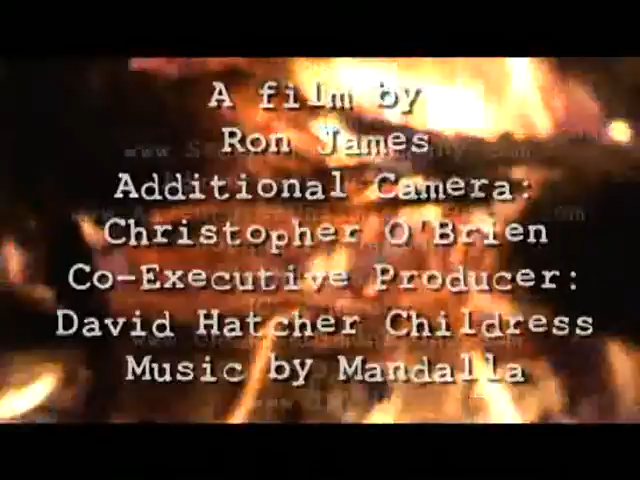 A film by
Ron James
Additional Camera:
Christopher O'Brien
Co-Executive Producer:
David Hatcher Childress
Music by Mandalla